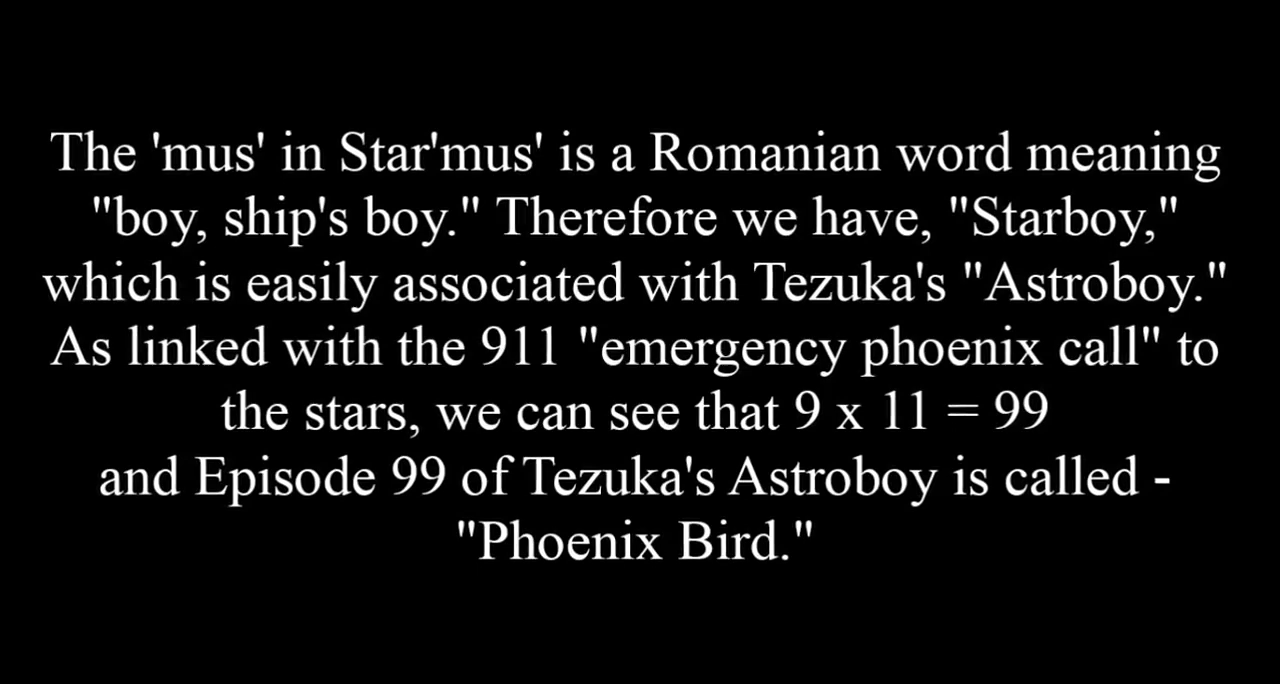 The 'mus' in Star'mus' is a Romanian word meaning
"boy, ship's boy." Therefore we have, "Starboy,"
which is easily associated with Tezuka's "Astroboy."
As linked with the 911 "emergency phoenix call" to
the stars, we can see that 9 x 11 = 99
and Episode 99 of Tezuka's Astroboy is called -
"Phoenix Bird."